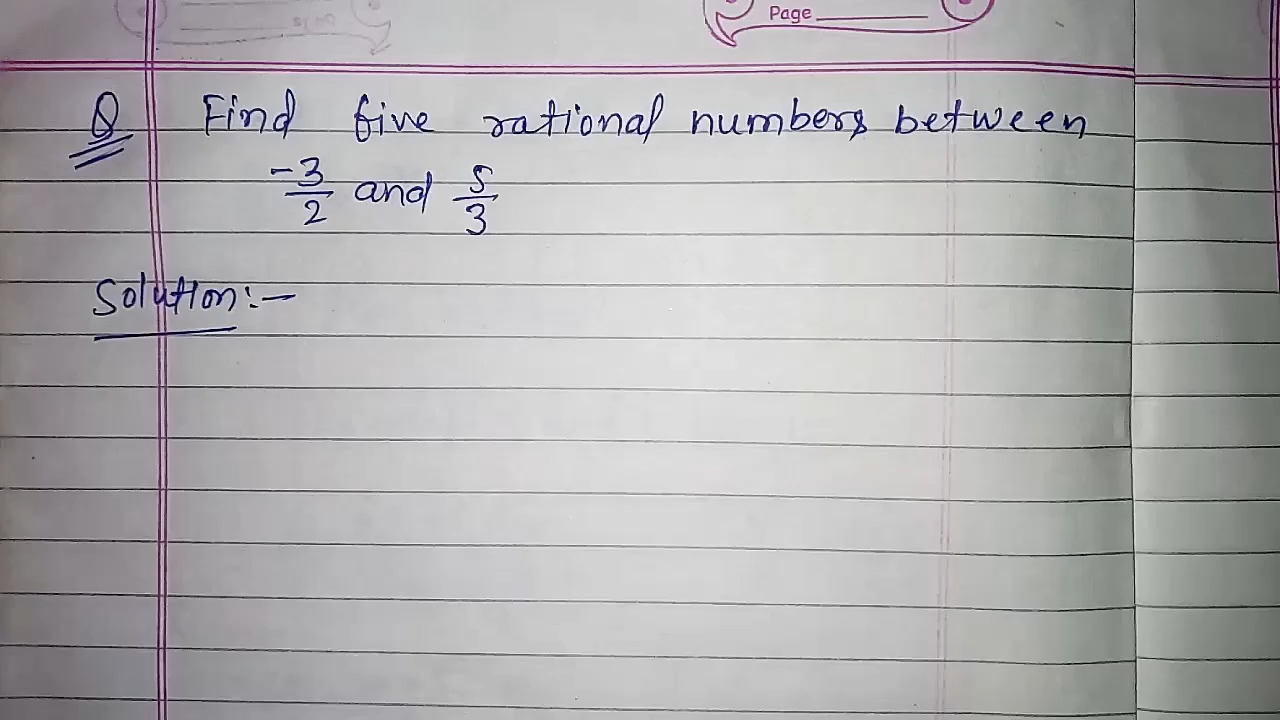 Page
Q Find five rational numbers between
-3/2 and 5/3
Solution:-